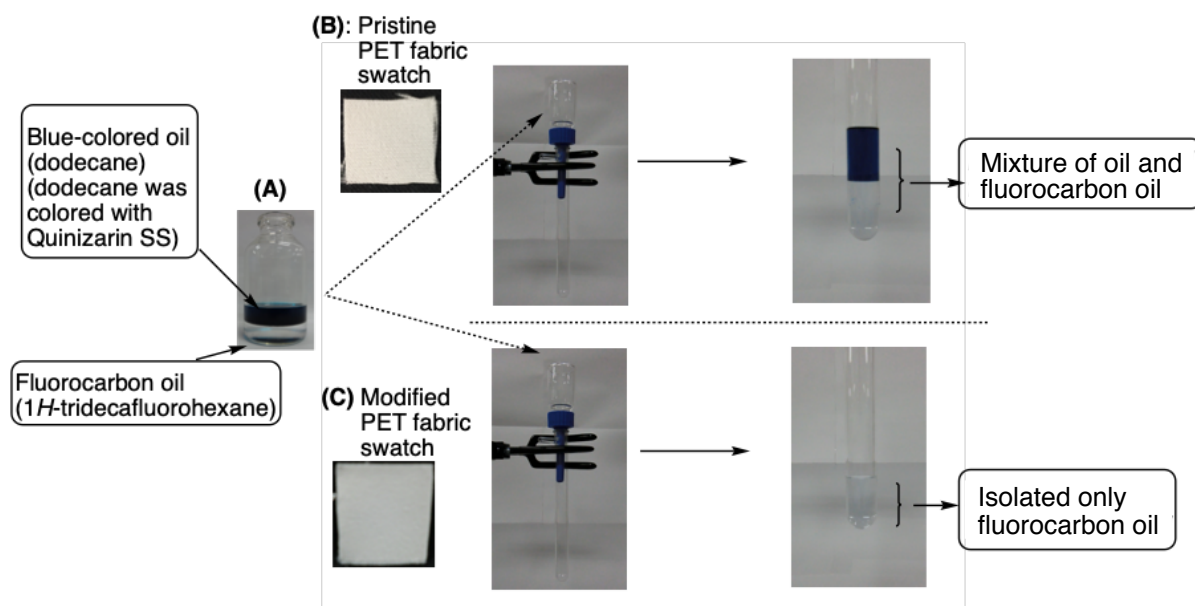 (B): Pristine
PET fabric
swatch
Blue-colored oil
(dodecane)
(dodecane was
colored with
Quinizarin SS)
(A)
Mixture of oil and
fluorocarbon oil
Fluorocarbon oil
(1H-tridecafluorohexane)
(C) Modified
PET fabric
swatch
Isolated only
fluorocarbon oil